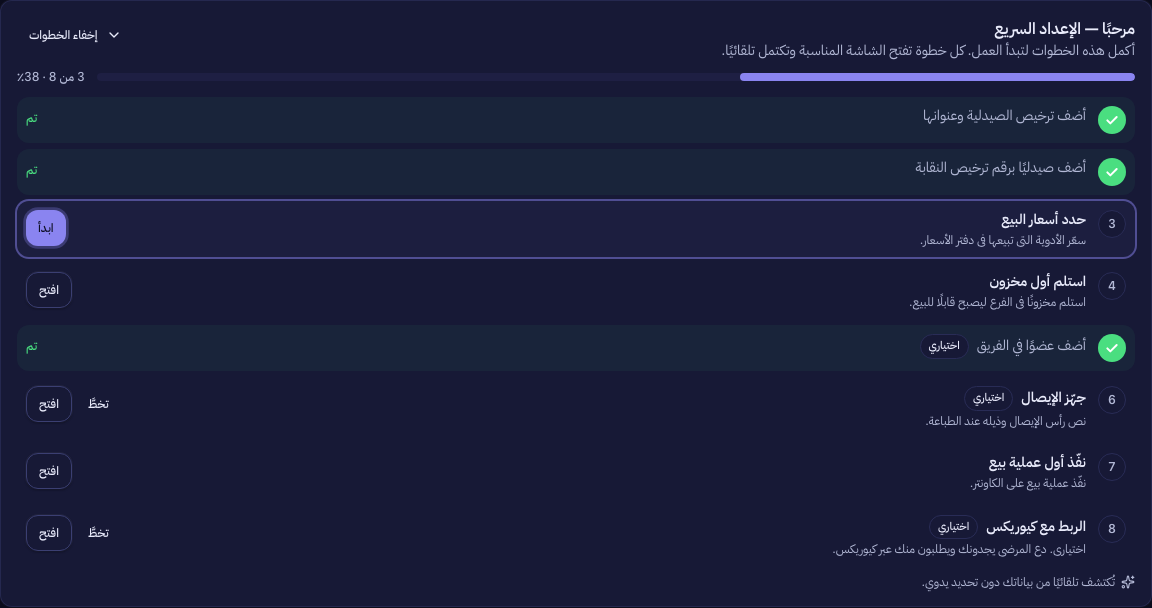 مرحبًا — الإعداد السريع
إخفاء الخطوات
أكمل هذه الخطوات لتبدأ العمل. كل خطوة تفتح الشاشة المناسبة وتكتمل تلقائيًا.
3 من 8 · 38٪
أضف ترخيص الصيدلية وعنوانها
تم
أضف صيدليًا برقم ترخيص النقابة
تم
3
حدد أسعار البيع
سعّر الأدوية التي تبيعها في دفتر الأسعار.
ابدأ
4
استلم أول مخزون
استلم مخزونًا في الفرع ليصبح قابلًا للبيع.
افتح
أضف عضوًا في الفريق اختياري
تم
6
جهّز الإيصال اختياري
نص رأس الإيصال وذيله عند الطباعة.
تخطَّ
افتح
7
نفّذ أول عملية بيع
نفّذ عملية بيع على الكاونتر.
افتح
8
الربط مع كيوريكس اختياري
اختياري. دع المرضى يجدونك ويطلبون منك عبر كيوريكس.
تخطَّ
افتح
تُكتشف تلقائيًا من بياناتك دون تحديد يدوي.